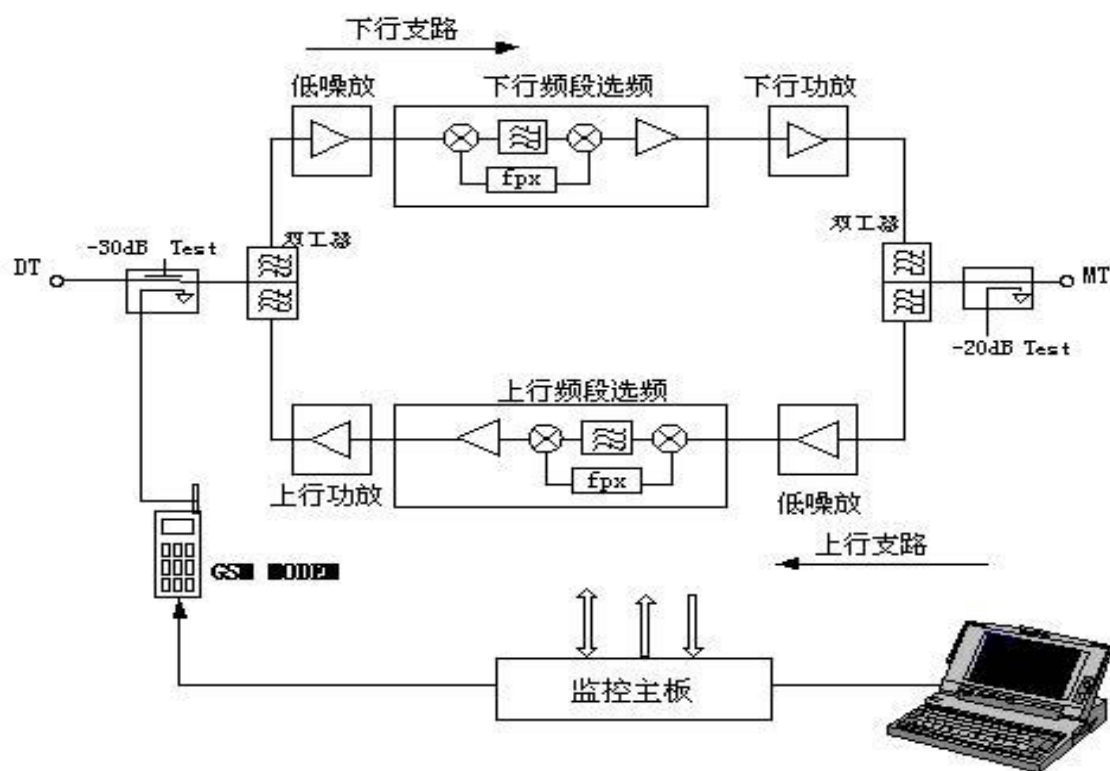 下行支路
低噪放
下行频段选频
下行功放
fpx
双工器
双工器
-30dB Test
DT
MT
-20dB Test
上行频段选频
fpx
上行功放
低噪放
上行支路
GSM MODEM
监控主板